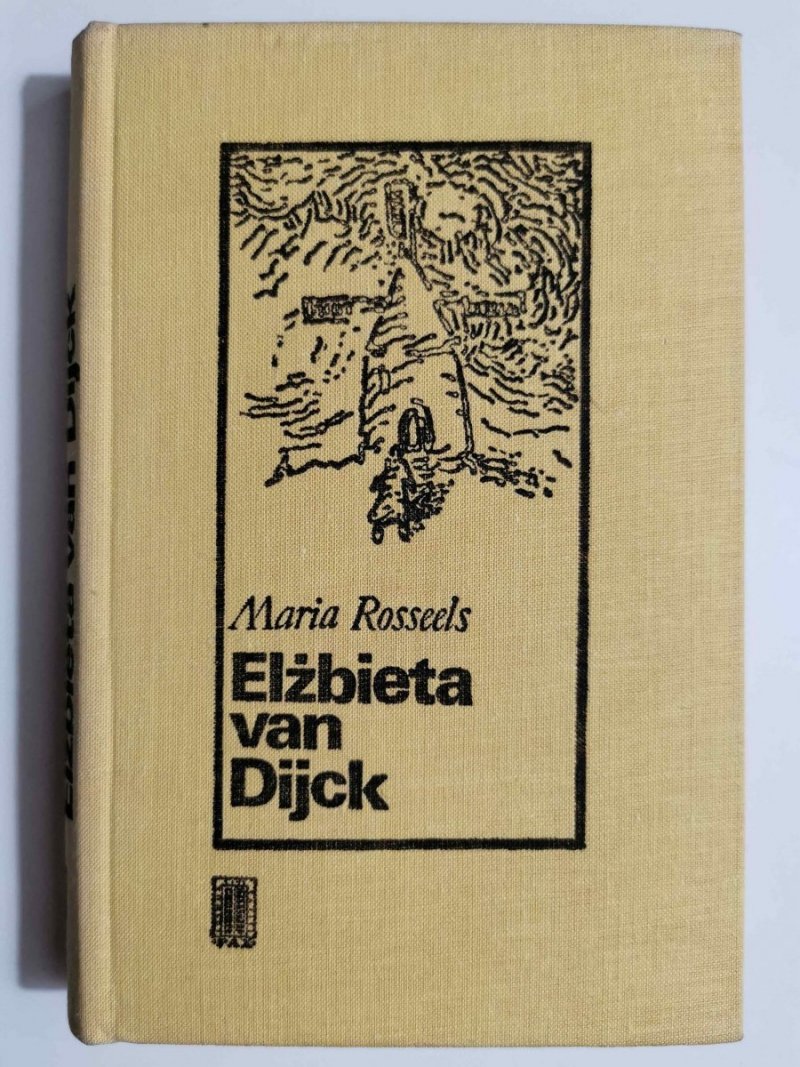 Maria Rosseels
Elżbieta
van
Dijck
PAX
Elżbieta van Dijck